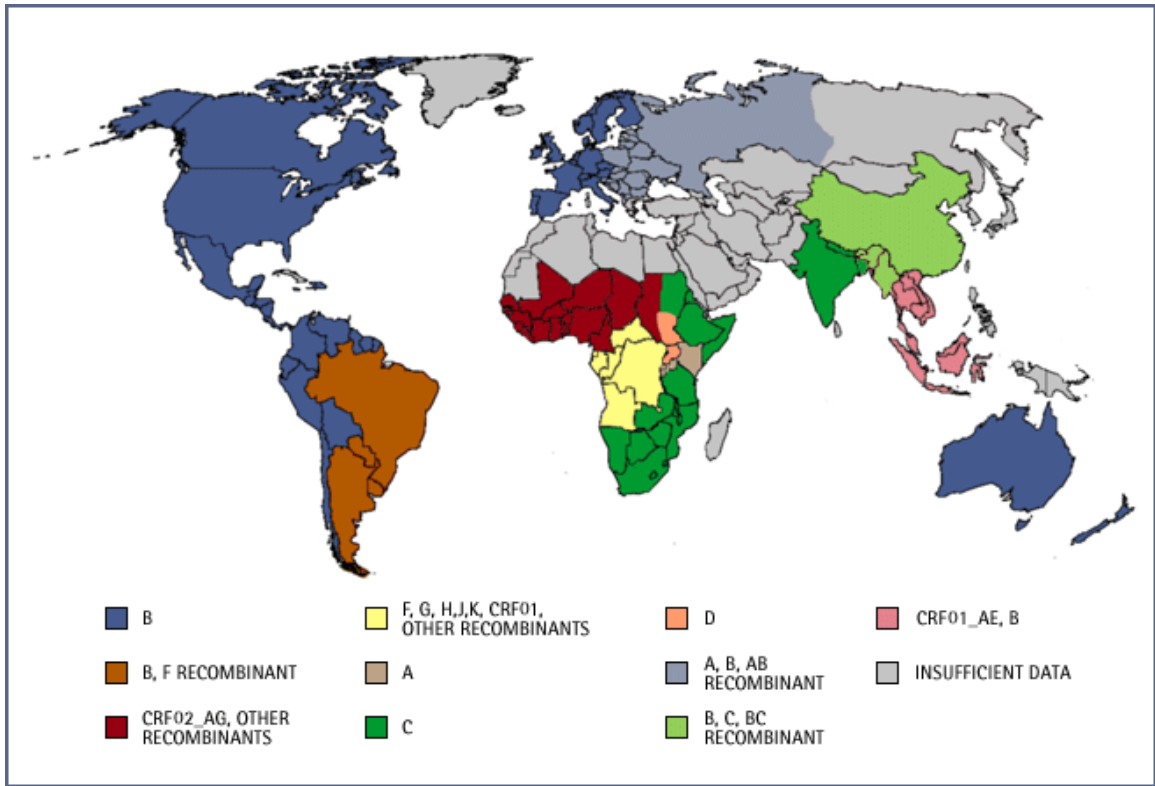 B
B, F RECOMBINANT
CRF02_AG, OTHER
RECOMBINANTS
F, G, H,J,K, CRF01,
OTHER RECOMBINANTS
A
C
D
A, B, AB
RECOMBINANT
B, C, BC
RECOMBINANT
CRF01_AE, B
INSUFFICIENT DATA